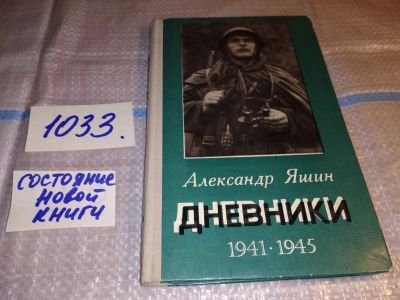 1033.
СОСТОЯНИЕ
НОВОЙ
КНИГИ
Александр Яшин
ДНЕВНИКИ
1941·1945